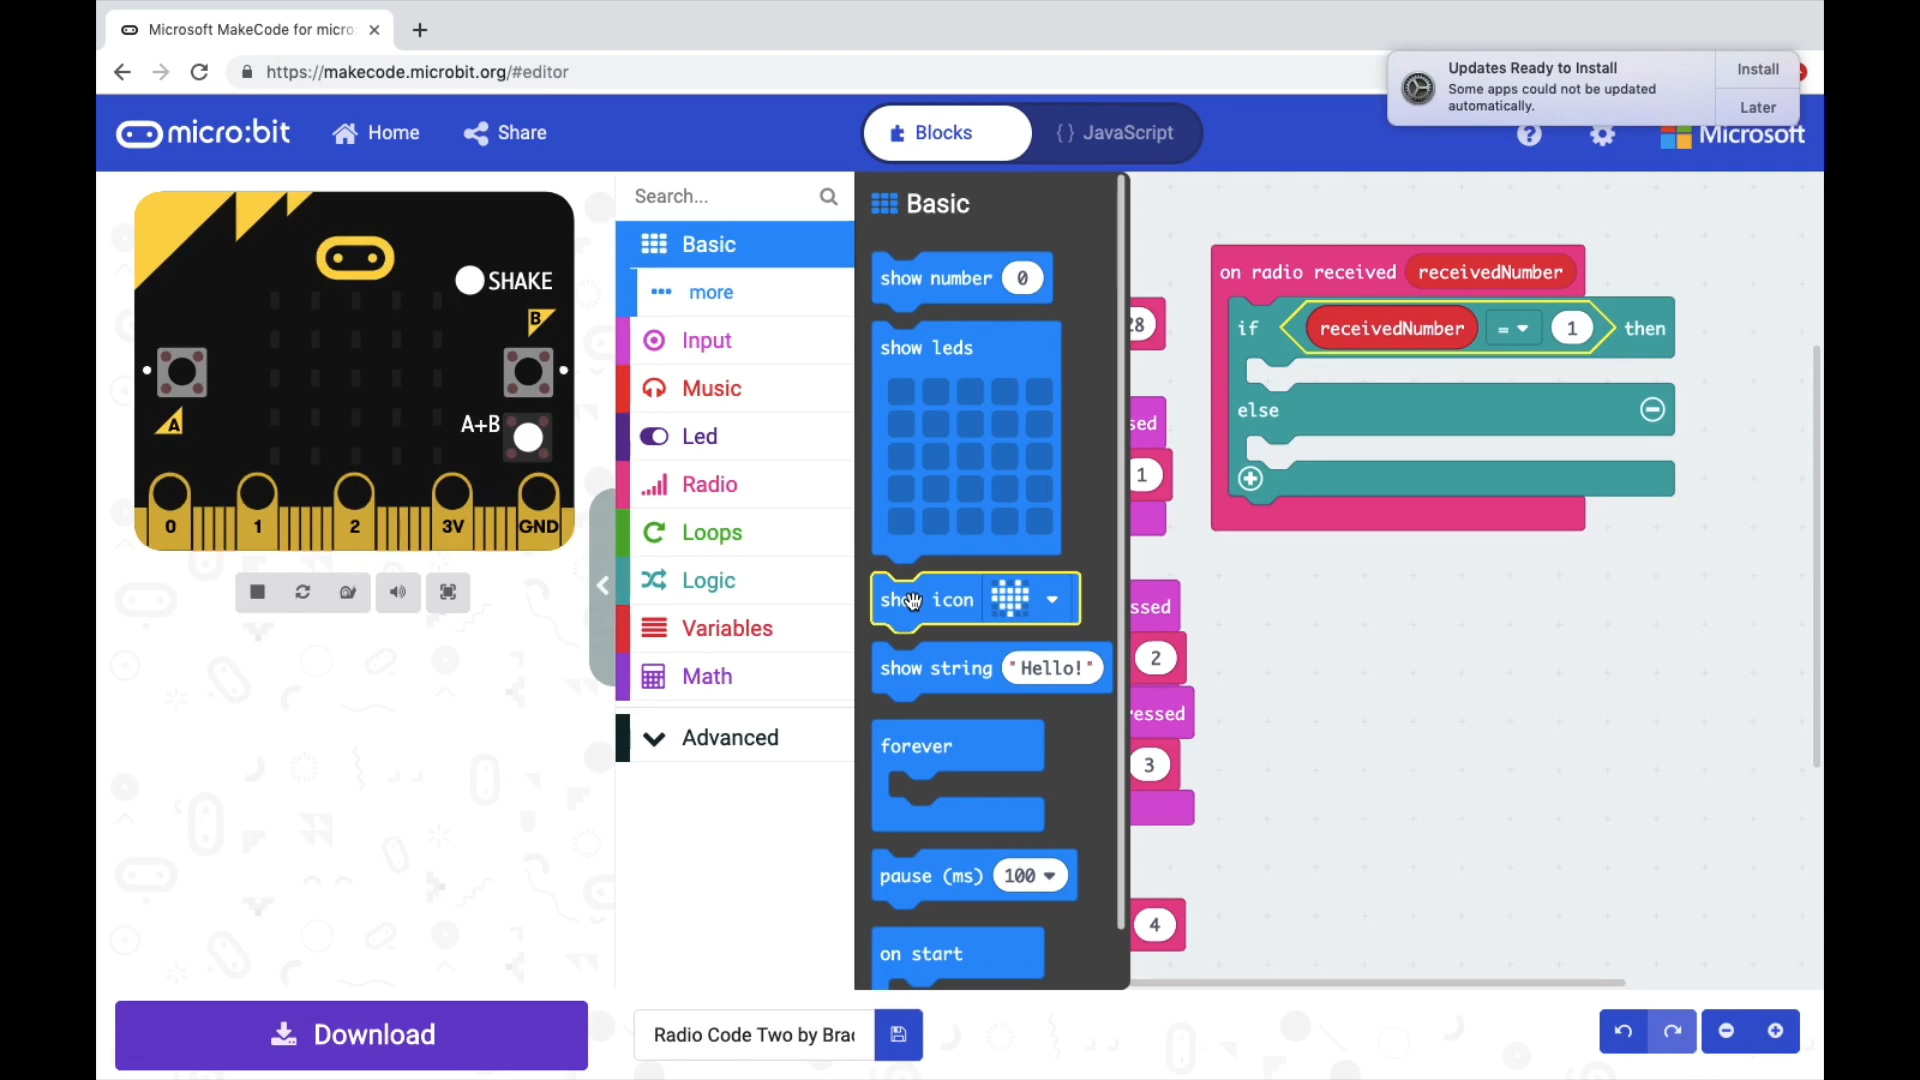 Microsoft MakeCode for micro:
https://makecode.microbit.org/#editor
Updates Ready to Install
Some apps could not be updated
automatically.
Install
Later
micro:bit
Home
Share
Blocks
{ } JavaScript
?
Microsoft
SHAKE
B
A
A+B
0
1
2
3V
GND
Search...
Basic
more
Input
Music
Led
Radio
Loops
Logic
Variables
Math
Advanced
Basic
show number 0
show leds
show icon
show string "Hello!"
forever
pause (ms) 100
on start
8
sed
1
ssed
2
essed
3
4
on radio received receivedNumber
if receivedNumber = 1 then
else
Download
Radio Code Two by Brad